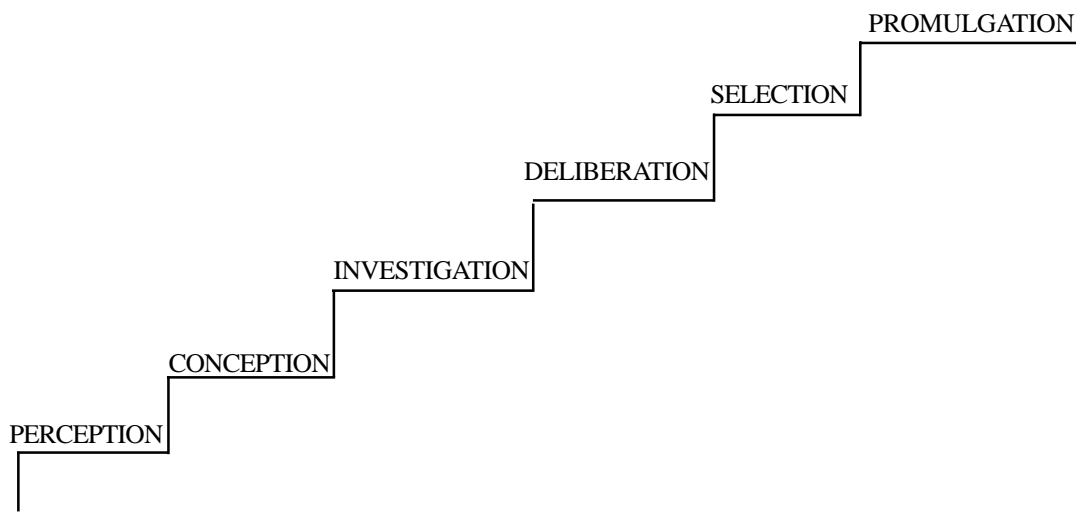 PROMULGATION
SELECTION
DELIBERATION
INVESTIGATION
CONCEPTION
PERCEPTION